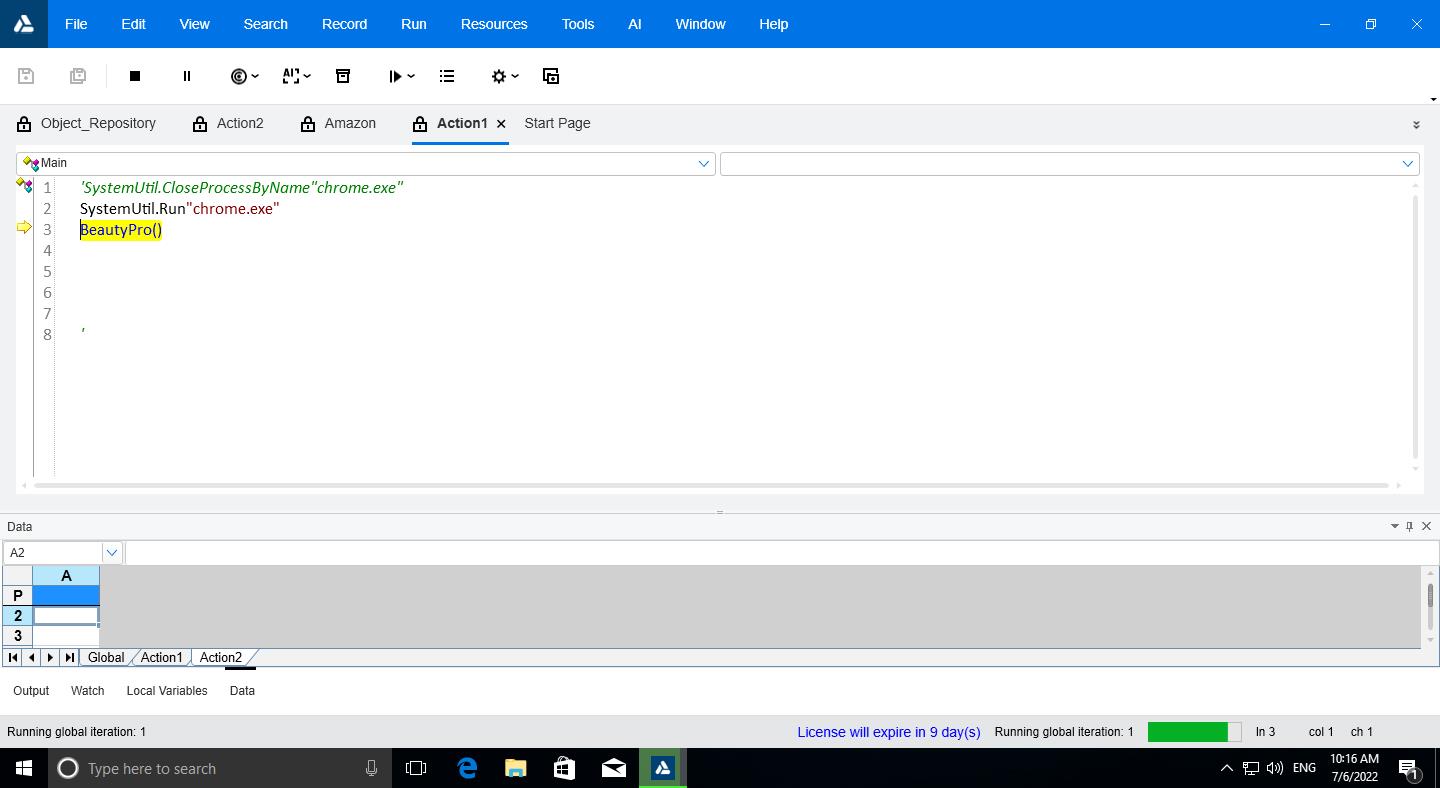 File Edit View Search Record Run Resources Tools AI Window Help
Object_Repository Action2 Amazon Action1 Start Page
Main
1 'SystemUtil.CloseProcessByName"chrome.exe"
2 SystemUtil.Run"chrome.exe"
3 BeautyPro()
4
5
6
7
8 '
Data
A2
A
P
2
3
Global Action1 Action2
Output Watch Local Variables Data
Running global iteration: 1 License will expire in 9 day(s) Running global iteration: 1 ln 3 col 1 ch 1
Type here to search ENG 10:16 AM
7/6/2022 1